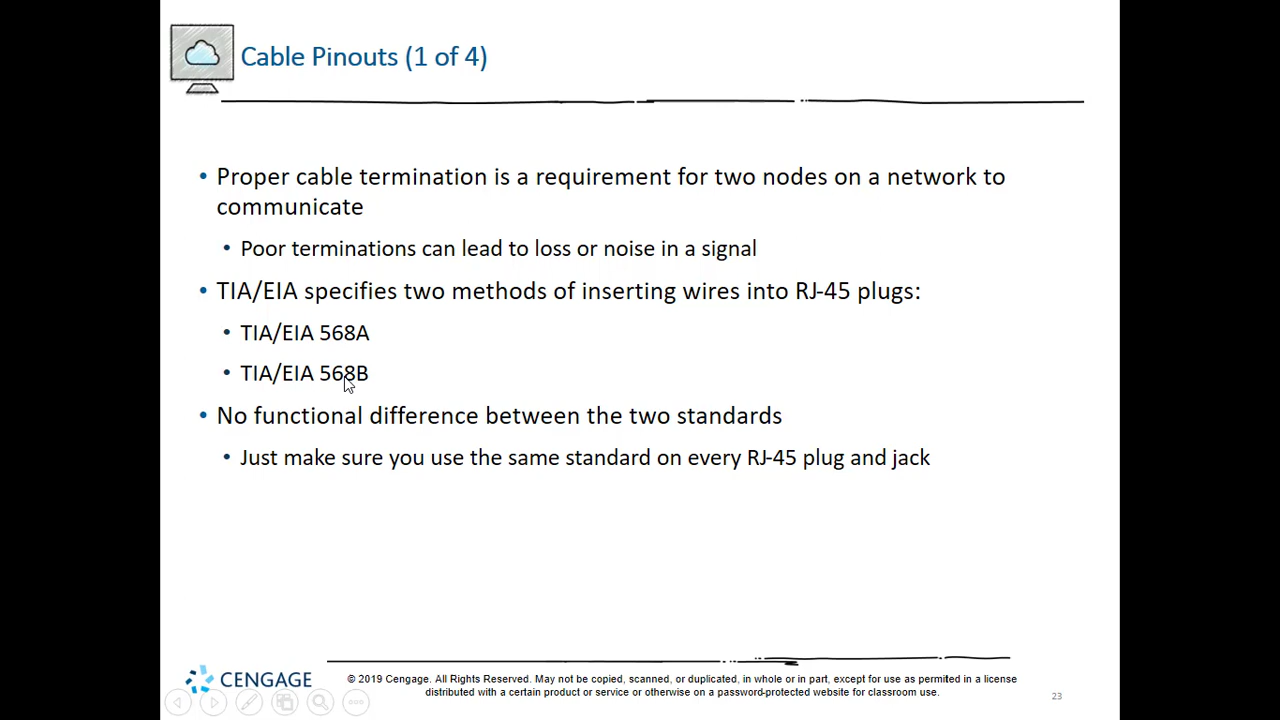 Cable Pinouts (1 of 4)
• Proper cable termination is a requirement for two nodes on a network to
communicate
• Poor terminations can lead to loss or noise in a signal
• TIA/EIA specifies two methods of inserting wires into RJ-45 plugs:
• TIA/EIA 568A
• TIA/EIA 568B
• No functional difference between the two standards
• Just make sure you use the same standard on every RJ-45 plug and jack
CENGAGE
© 2019 Cengage. All Rights Reserved. May not be copied, scanned, or duplicated, in whole or in part, except for use as permitted in a license
distributed with a certain product or service or otherwise on a password-protected website for classroom use.
23